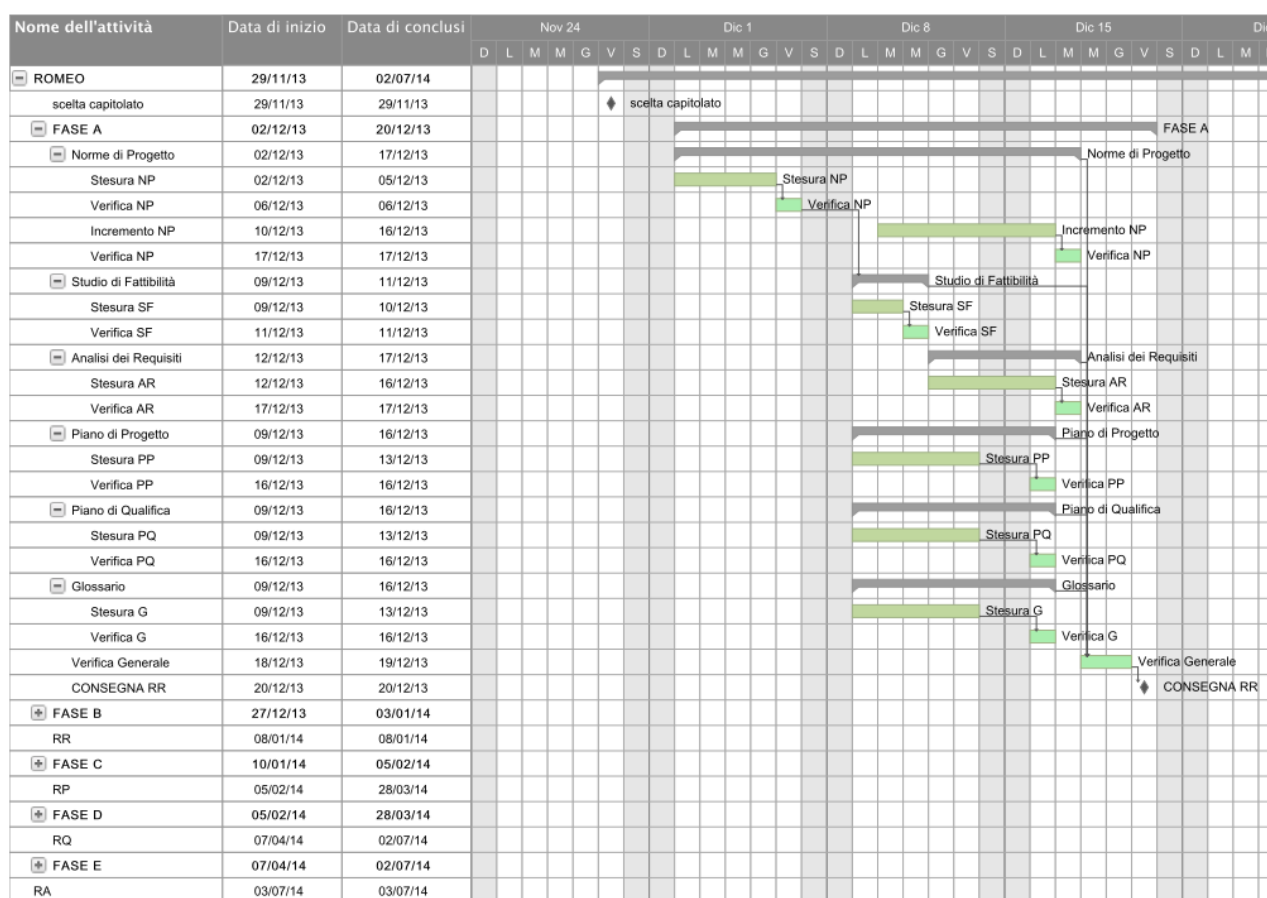 Nome dell'attività Data di inizio Data di conclusi Nov 24 Dic 1 Dic 8 Dic 15 Di
D L M M G V S D L M M G V S D L M M G V S D L M M G V S D L M
ROMEO 29/11/13 02/07/14
scelta capitolato 29/11/13 29/11/13 scelta capitolato
FASE A 02/12/13 20/12/13 FASE A
Norme di Progetto 02/12/13 17/12/13 Norme di Progetto
Stesura NP 02/12/13 05/12/13 Stesura NP
Verifica NP 06/12/13 06/12/13 Verifica NP
Incremento NP 10/12/13 16/12/13 Incremento NP
Verifica NP 17/12/13 17/12/13 Verifica NP
Studio di Fattibilità 09/12/13 11/12/13 Studio di Fattibilità
Stesura SF 09/12/13 10/12/13 Stesura SF
Verifica SF 11/12/13 11/12/13 Verifica SF
Analisi dei Requisiti 12/12/13 17/12/13 Analisi dei Requisiti
Stesura AR 12/12/13 16/12/13 Stesura AR
Verifica AR 17/12/13 17/12/13 Verifica AR
Piano di Progetto 09/12/13 16/12/13 Piano di Progetto
Stesura PP 09/12/13 13/12/13 Stesura PP
Verifica PP 16/12/13 16/12/13 Verifica PP
Piano di Qualifica 09/12/13 16/12/13 Piano di Qualifica
Stesura PQ 09/12/13 13/12/13 Stesura PQ
Verifica PQ 16/12/13 16/12/13 Verifica PQ
Glossario 09/12/13 16/12/13 Glossario
Stesura G 09/12/13 13/12/13 Stesura G
Verifica G 16/12/13 16/12/13 Verifica G
Verifica Generale 18/12/13 19/12/13 Verifica Generale
CONSEGNA RR 20/12/13 20/12/13 CONSEGNA RR
FASE B 27/12/13 03/01/14
RR 08/01/14 08/01/14
FASE C 10/01/14 05/02/14
RP 05/02/14 28/03/14
FASE D 05/02/14 28/03/14
RQ 07/04/14 02/07/14
FASE E 07/04/14 02/07/14
RA 03/07/14 03/07/14